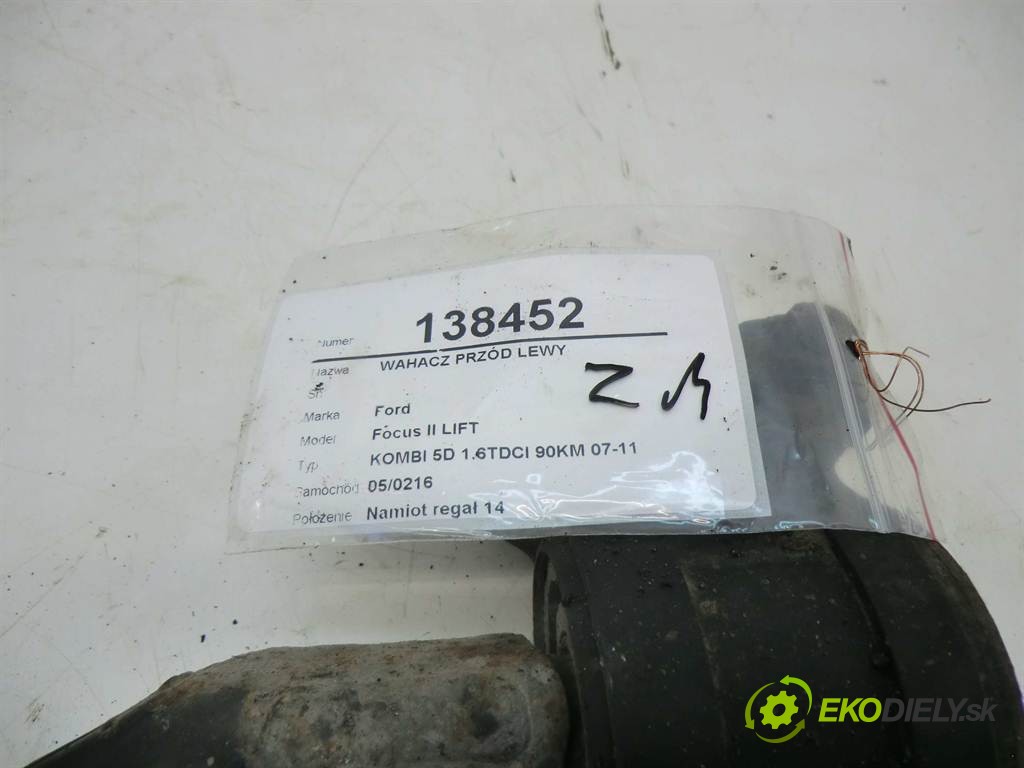 Numer 138452
Nazwa WAHACZ PRZÓD LEWY
Sn
Marka Ford
Model Focus II LIFT
Typ KOMBI 5D 1.6TDCI 90KM 07-11
Samochód 05/0216
Położenie Namiot regał 14
EKODIELY.sk